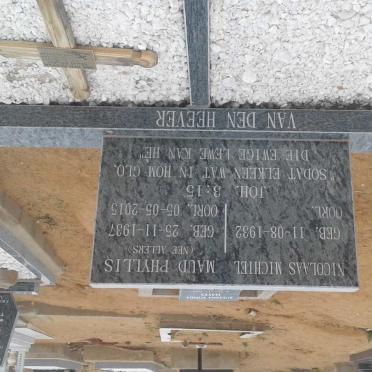 NICOLAAS MICHIEL MAUD PHYLLIS
(NEE ALLERS)
GEB. 11-08-1932 GEB. 25-11-1937
OORL. OORL. 05-05-2015
JOH. 3:15
"SODAT ELKEEN WAT IN HOM GLO,
DIE EWIGE LEWE KAN HE"
VAN DEN HEEVER